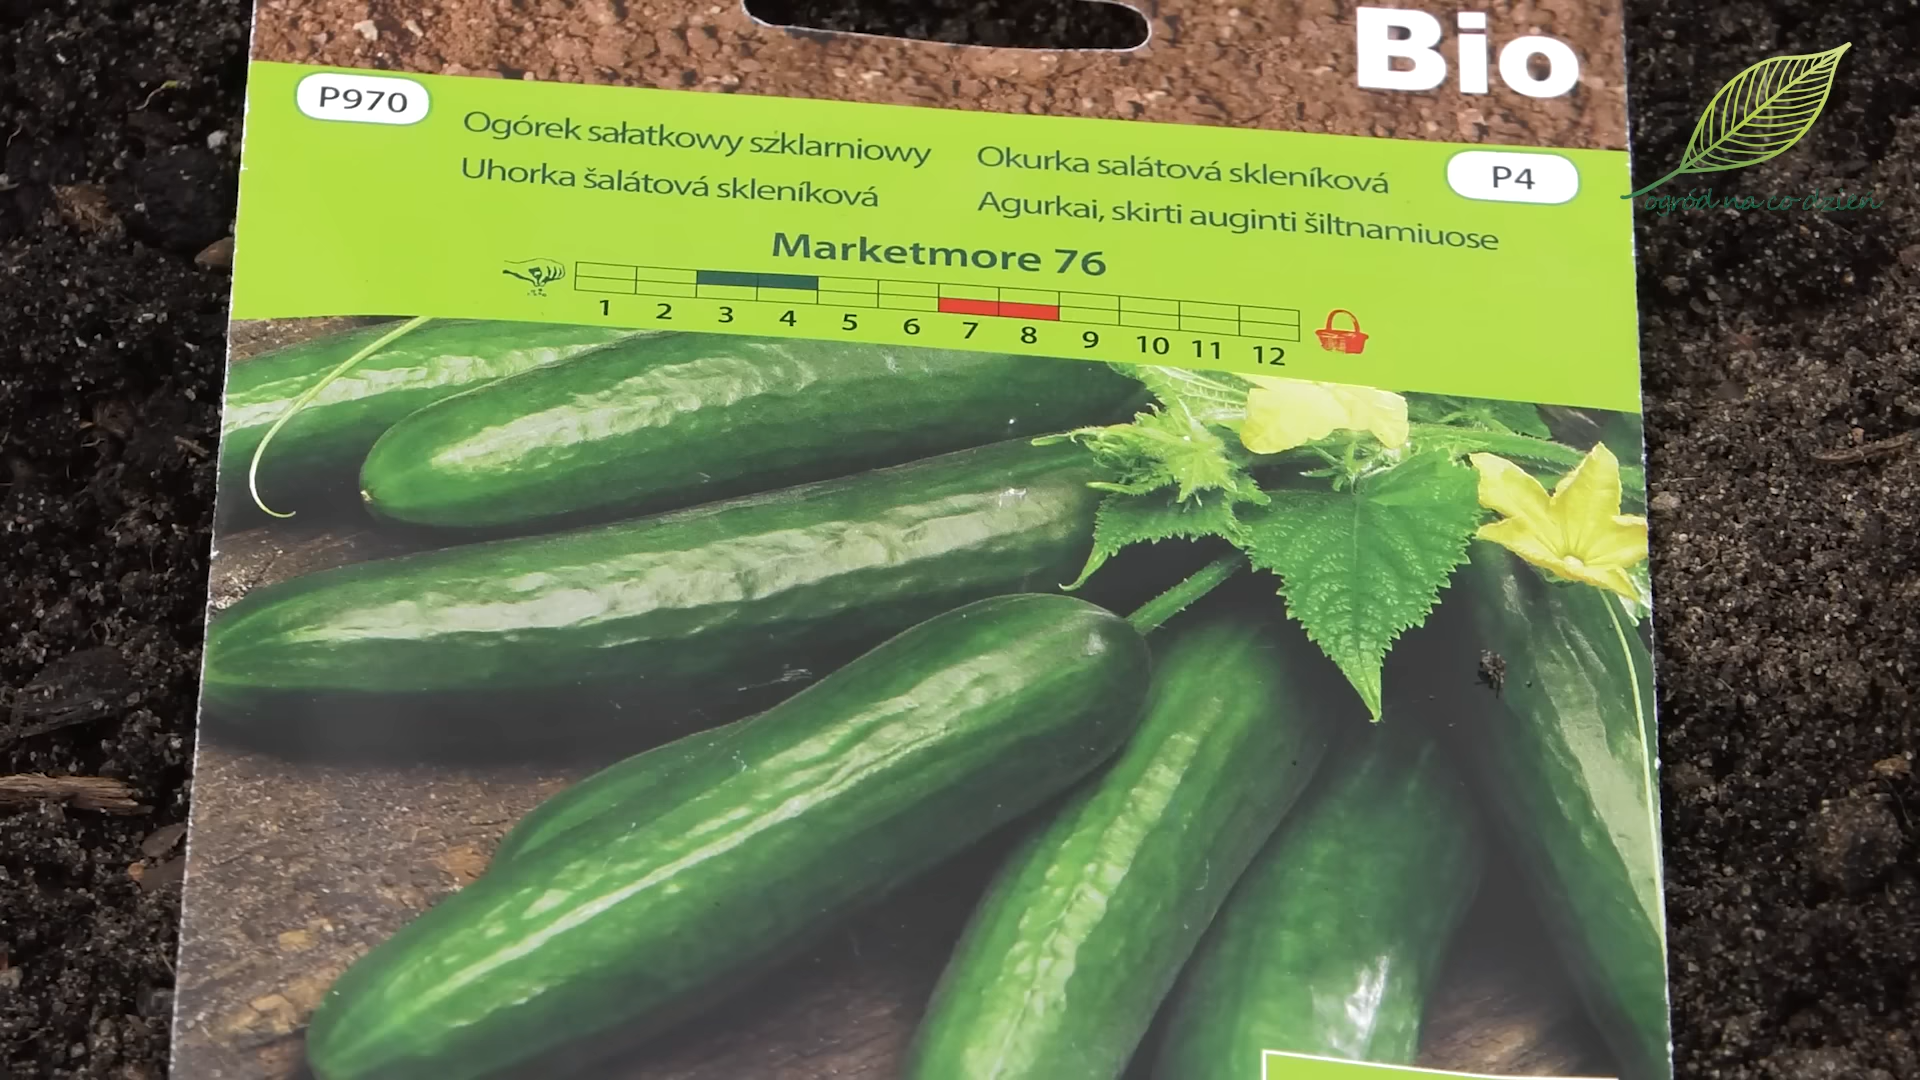 Bio
P970
Ogórek sałatkowy szklarniowy
Uhorka šalátová skleníková
Okurka salátová skleníková
Agurkai, skirti auginti šiltnamiuose
P4
Marketmore 76
1 2 3 4 5 6 7 8 9 10 11 12
ogród na co dzień